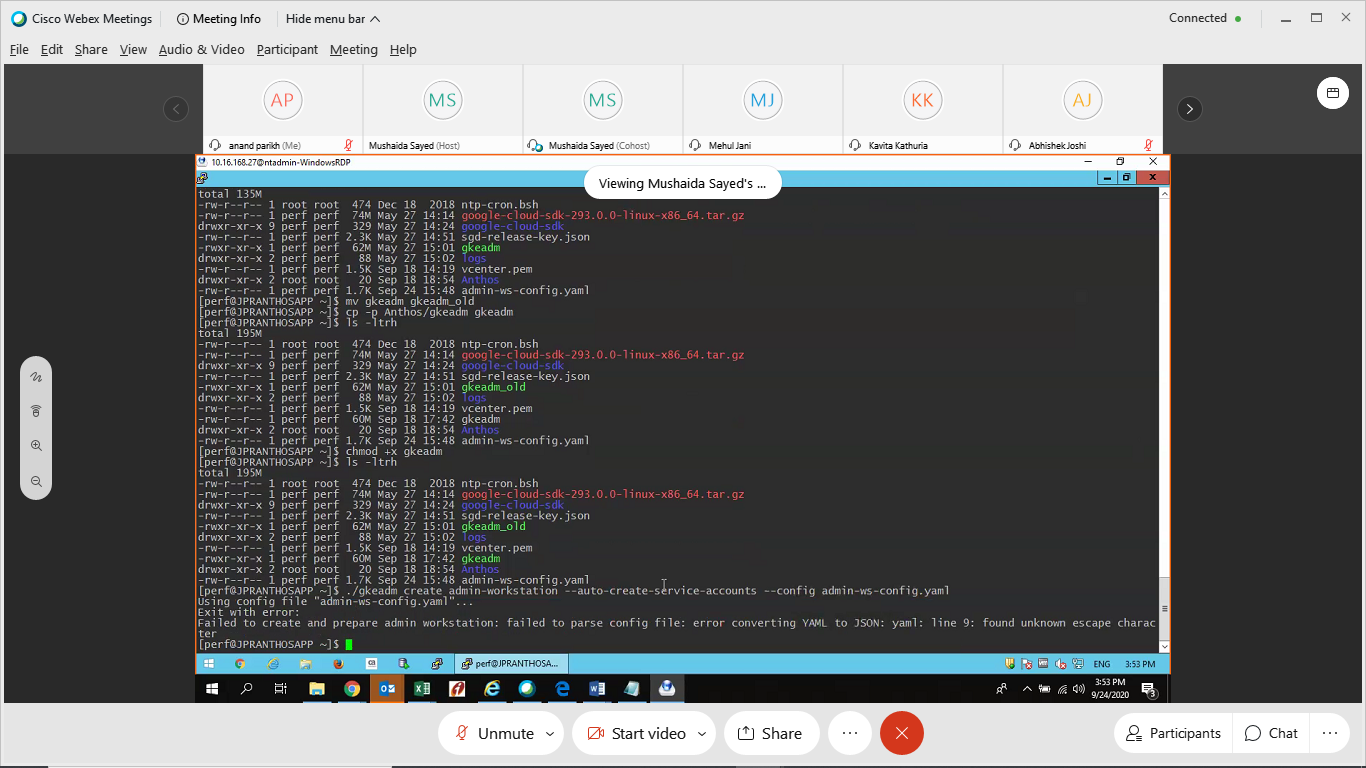 Cisco Webex Meetings
Meeting Info
Hide menu bar
Connected
File Edit Share View Audio & Video Participant Meeting Help
AP MS MS MJ KK AJ
anand parikh (Me) Mushaida Sayed (Host) Mushaida Sayed (Cohost) Mehul Jani Kavita Kathuria Abhishek Joshi
10.16.168.27@ntadmin-WindowsRDP
Viewing Mushaida Sayed's ...
total 135M
-rw-r--r-- 1 root root 474 Dec 18 2018 ntp-cron.bsh
-rw-r--r-- 1 perf perf 74M May 27 14:14 google-cloud-sdk-293.0.0-linux-x86_64.tar.gz
drwxr-xr-x 9 perf perf 329 May 27 14:24 google-cloud-sdk
-rw-r--r-- 1 perf perf 2.3K May 27 14:51 sgd-release-key.json
-rwxr-xr-x 1 perf perf 62M May 27 15:01 gkeadm
drwxr-xr-x 2 perf perf 88 May 27 15:02 logs
-rw-r--r-- 1 perf perf 1.5K Sep 18 14:19 vcenter.pem
drwxr-xr-x 2 root root 20 Sep 18 18:54 Anthos
-rw-r--r-- 1 perf perf 1.7K Sep 24 15:48 admin-ws-config.yaml
[perf@JPRANTHOSAPP ~]$ mv gkeadm gkeadm_old
[perf@JPRANTHOSAPP ~]$ cp -p Anthos/gkeadm gkeadm
[perf@JPRANTHOSAPP ~]$ ls -ltrh
total 195M
-rw-r--r-- 1 root root 474 Dec 18 2018 ntp-cron.bsh
-rw-r--r-- 1 perf perf 74M May 27 14:14 google-cloud-sdk-293.0.0-linux-x86_64.tar.gz
drwxr-xr-x 9 perf perf 329 May 27 14:24 google-cloud-sdk
-rw-r--r-- 1 perf perf 2.3K May 27 14:51 sgd-release-key.json
-rwxr-xr-x 1 perf perf 62M May 27 15:01 gkeadm_old
drwxr-xr-x 2 perf perf 88 May 27 15:02 logs
-rw-r--r-- 1 perf perf 1.5K Sep 18 14:19 vcenter.pem
-rw-r--r-- 1 perf perf 60M Sep 18 17:42 gkeadm
drwxr-xr-x 2 root root 20 Sep 18 18:54 Anthos
-rw-r--r-- 1 perf perf 1.7K Sep 24 15:48 admin-ws-config.yaml
[perf@JPRANTHOSAPP ~]$ chmod +x gkeadm
[perf@JPRANTHOSAPP ~]$ ls -ltrh
total 195M
-rw-r--r-- 1 root root 474 Dec 18 2018 ntp-cron.bsh
-rw-r--r-- 1 perf perf 74M May 27 14:14 google-cloud-sdk-293.0.0-linux-x86_64.tar.gz
drwxr-xr-x 9 perf perf 329 May 27 14:24 google-cloud-sdk
-rw-r--r-- 1 perf perf 2.3K May 27 14:51 sgd-release-key.json
-rwxr-xr-x 1 perf perf 62M May 27 15:01 gkeadm_old
drwxr-xr-x 2 perf perf 88 May 27 15:02 logs
-rw-r--r-- 1 perf perf 1.5K Sep 18 14:19 vcenter.pem
-rwxr-xr-x 1 perf perf 60M Sep 18 17:42 gkeadm
drwxr-xr-x 2 root root 20 Sep 18 18:54 Anthos
-rw-r--r-- 1 perf perf 1.7K Sep 24 15:48 admin-ws-config.yaml
[perf@JPRANTHOSAPP ~]$ ./gkeadm create admin-workstation --auto-create-service-accounts --config admin-ws-config.yaml
Using config file "admin-ws-config.yaml"...
Exit with error:
Failed to create and prepare admin workstation: failed to parse config file: error converting YAML to JSON: yaml: line 9: found unknown escape charac
ter
[perf@JPRANTHOSAPP ~]$
perf@JPRANTHOSA...
ENG 3:53 PM
3:53 PM
9/24/2020
3
Unmute
Start video
Share
Participants
Chat